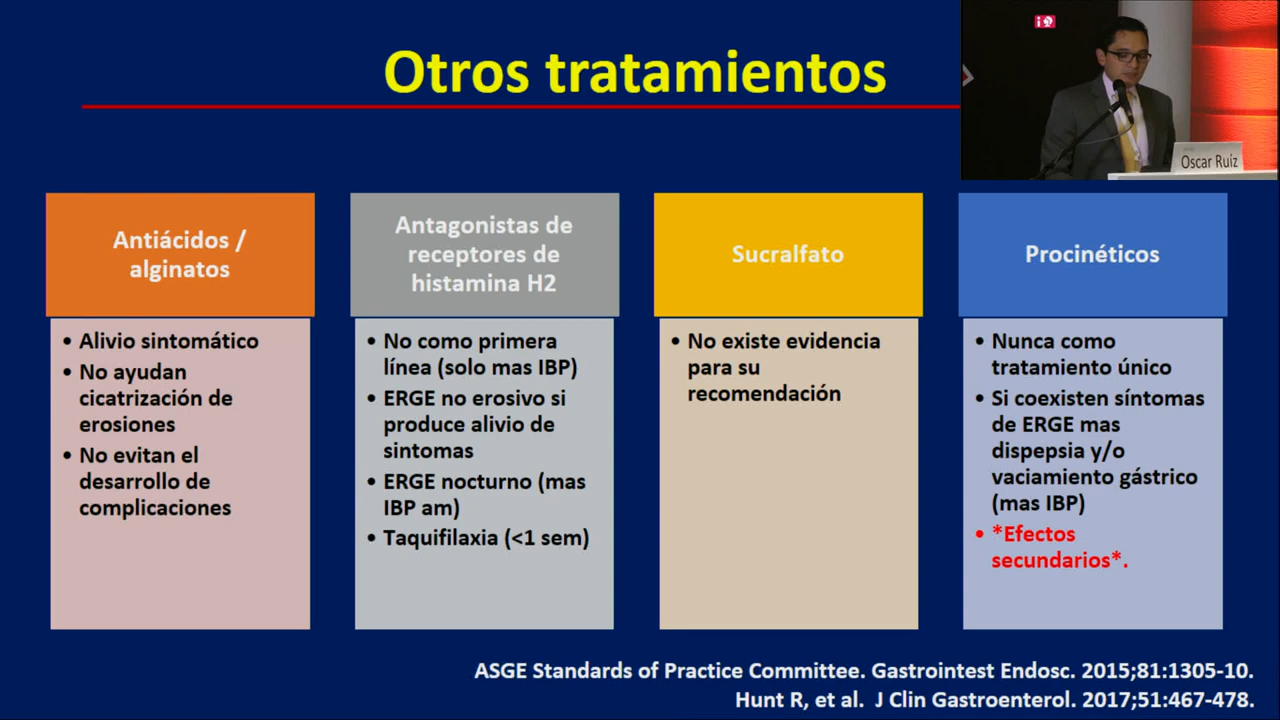 Otros tratamientos
Oscar Ruiz
Antiácidos /
alginatos
• Alivio sintomático
• No ayudan
cicatrización de
erosiones
• No evitan el
desarrollo de
complicaciones
Antagonistas de
receptores de
histamina H2
• No como primera
línea (solo mas IBP)
• ERGE no erosivo si
produce alivio de
sintomas
• ERGE nocturno (mas
IBP am)
• Taquifilaxia (<1 sem)
Sucralfato
• No existe evidencia
para su
recomendación
Procinéticos
• Nunca como
tratamiento único
• Si coexisten síntomas
de ERGE mas
dispepsia y/o
vaciamiento gástrico
(mas IBP)
• *Efectos
secundarios*.
ASGE Standards of Practice Committee. Gastrointest Endosc. 2015;81:1305-10.
Hunt R, et al. J Clin Gastroenterol. 2017;51:467-478.